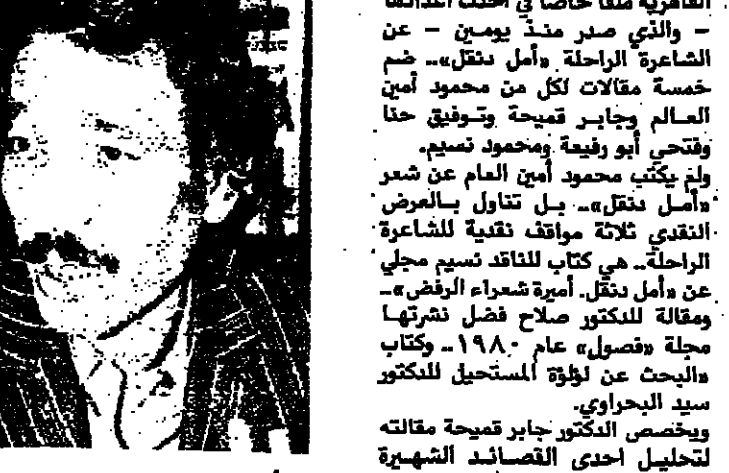 القاهرية ملفا خاصا في احدث اعدادها
– والذي صدر منذ يومين – عن
الشاعرة الراحلة «أمل دنقل».. ضم
خمسة مقالات لكل من محمود أمين
العالم وجابر قميحة وتوفيق حنا
وفتحي أبو رفيعة ومحمود نسيم.
ولم يكتب محمود أمين العام عن شعر
«أمل دنقل».. بل تناول بالعرض
النقدي ثلاثة مواقف نقدية للشاعرة
الراحلة.. هي كتاب للناقد نسيم مجلي
عن «أمل دنقل. أميرة شعراء الرفض»..
ومقالة للدكتور صلاح فضل نشرتها
مجلة «فصول» عام ١٩٨٠.. وكتاب
«البحث عن لؤلؤة المستحيل للدكتور
سيد البحراوي.
ويخصص الدكتور جابر قميحة مقالته
لتحليل احدى القصائد الشهيرة